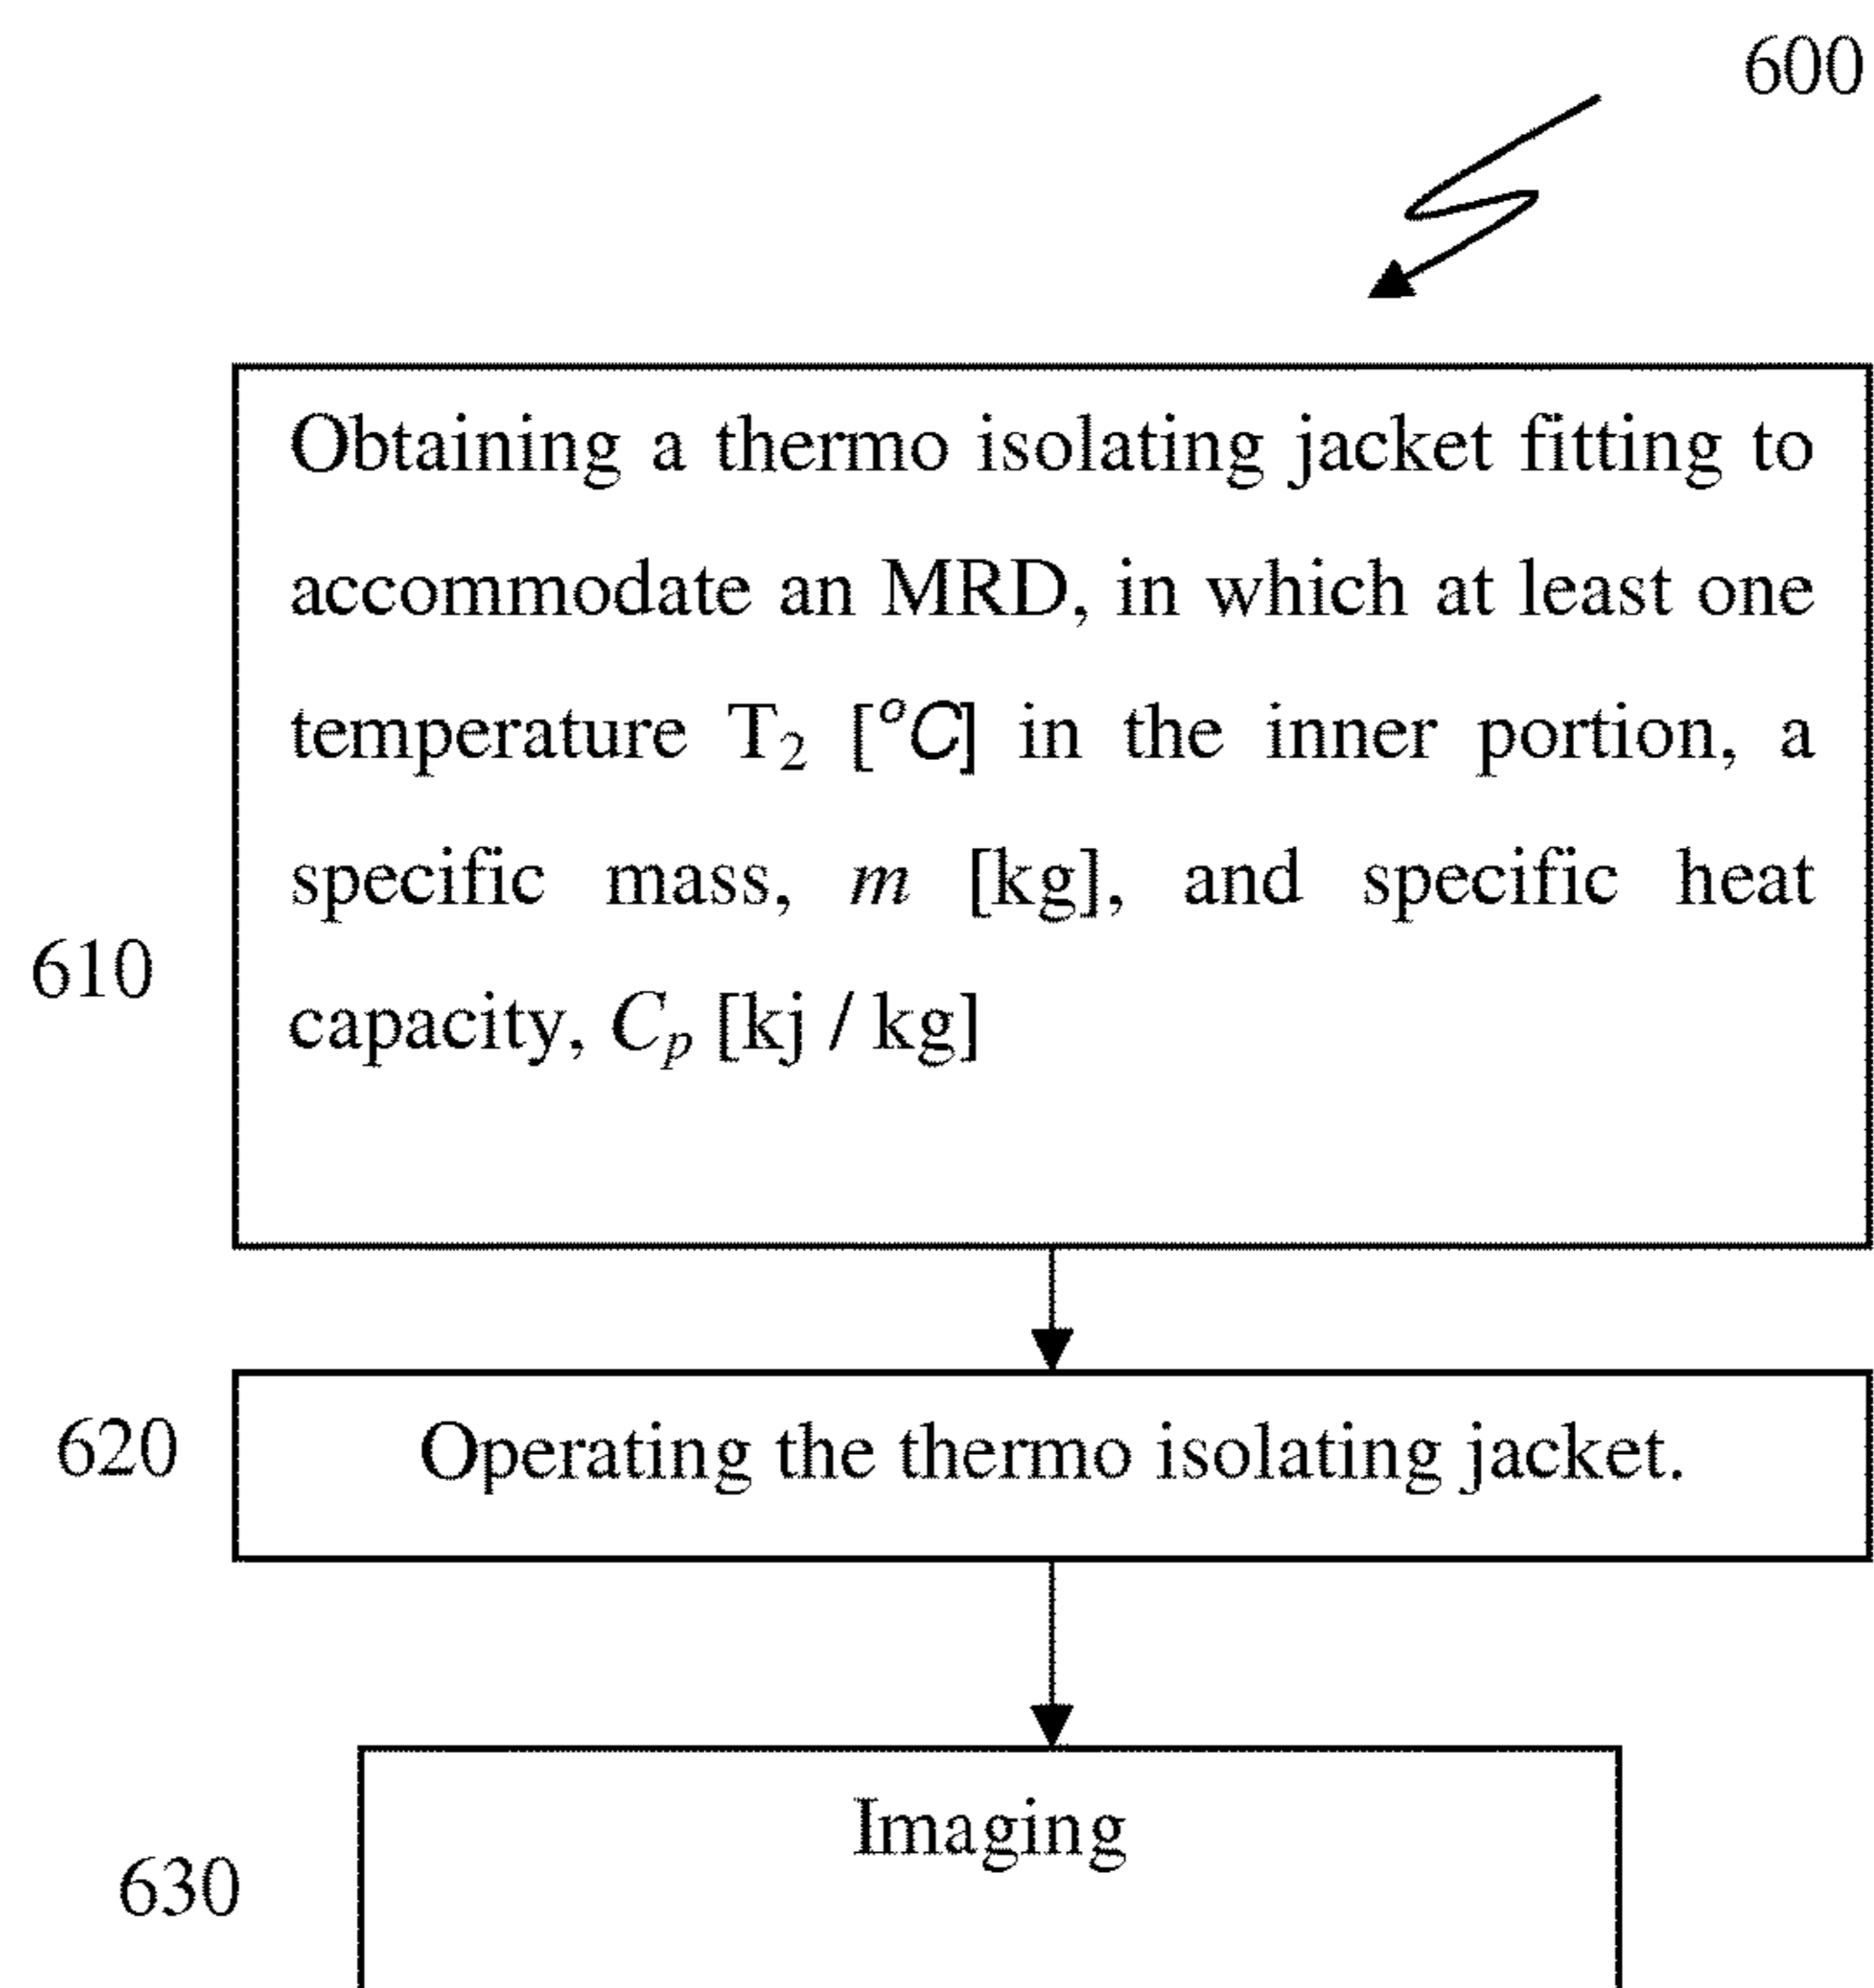 600
Obtaining a thermo isolating jacket fitting to
accommodate an MRD, in which at least one
temperature T₂ [°C] in the inner portion, a
specific mass, m [kg], and specific heat
610
capacity, Cₚ [kj / kg]
620
Operating the thermo isolating jacket.
Imaging
630